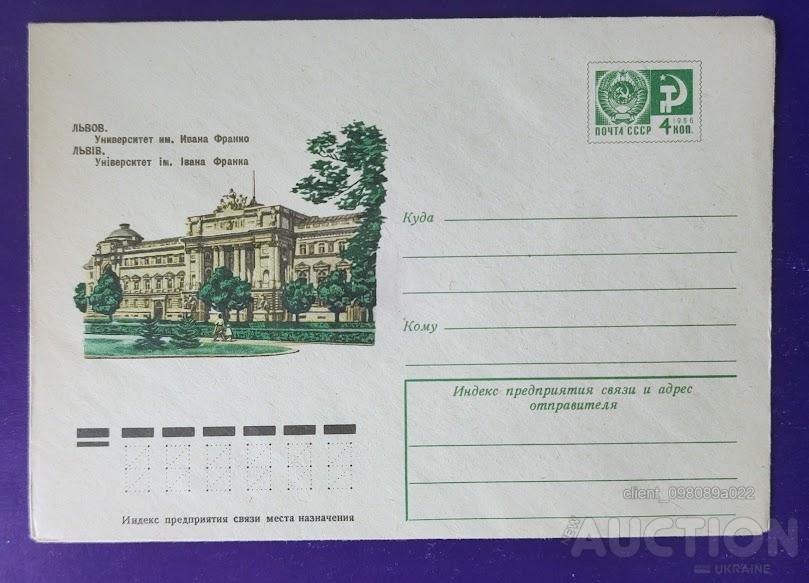 ЛЬВОВ.
Университет им. Ивана Франко
ЛЬВІВ.
Університет ім. Івана Франка
ПОЧТА СССР
1966
4 КОП.
Куда
Кому
Индекс предприятия связи и адрес
отправителя
Индекс предприятия связи места назначения
client_098089a022
NEW
AUCTION
UKRAINE